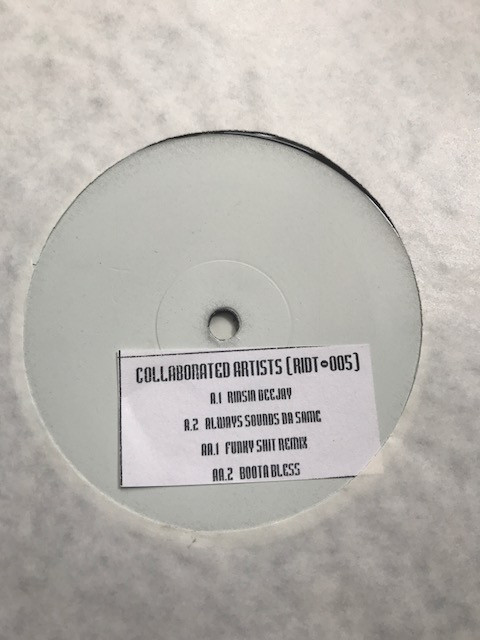 COLLABORATED ARTISTS (RIDT-005)
A.1 RINSIN DEEJAY
A.2 ALWAYS SOUNDS DA SAME
AA.1 FUNKY SHIT REMIX
AA.2 BOOTA BLESS